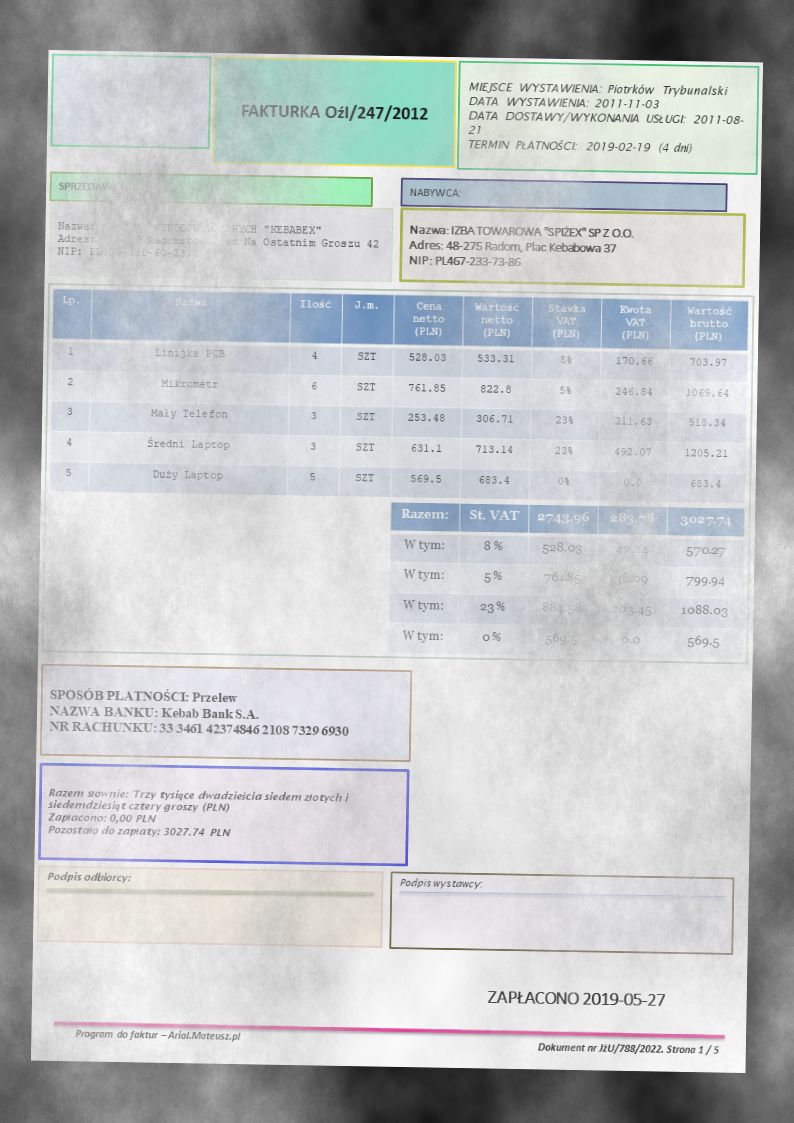 FAKTURKA Oźl/247/2012
MIEJSCE WYSTAWIENIA: Piotrków Trybunalski
DATA WYSTAWIENIA: 2011-11-03
DATA DOSTAWY/WYKONANIA USŁUGI: 2011-08-
21
TERMIN PŁATNOŚCI: 2019-02-19 (4 dni)
NABYWCA:
Nazwa: "KEBABEX"
Adres: Na Ostatnim Groszu 42
NIP:
Nazwa: IZBA TOWAROWA "SPIŻEX" SP Z O.O.
Adres: 48-275 Radom, Plac Kebabowa 37
NIP: PL467-233-73-86
Lp. Nazwa Ilość J.m. Cena netto (PLN) Wartość netto (PLN) Stawka VAT (PLN) Kwota VAT (PLN) Wartość brutto (PLN)
1 Linijka PCB 4 SZT 528.03 533.31 8% 170.66 703.97
2 Mikrometr 6 SZT 761.85 822.8 5% 246.84 1069.64
3 Mały Telefon 3 SZT 253.48 306.71 23% 211.63 518.34
4 Średni Laptop 3 SZT 631.1 713.14 23% 492.07 1205.21
5 Duży Laptop 5 SZT 569.5 683.4 0% 0.0 683.4
Razem: St. VAT 2743.96 283.78 3027.74
W tym: 8% 528.03 570.27
W tym: 5% 761.85 799.94
W tym: 23% 884.58 1088.03
W tym: 0% 569.5 0.0 569.5
SPOSÓB PŁATNOŚCI: Przelew
NAZWA BANKU: Kebab Bank S.A.
NR RACHUNKU: 33 3461 42374846 2108 7329 6930
Razem słownie: Trzy tysiące dwadzieścia siedem złotych i
siedemdziesiąt cztery groszy (PLN)
Zapłacono: 0,00 PLN
Pozostało do zapłaty: 3027.74 PLN
Podpis odbiorcy:
Podpis wystawcy:
ZAPŁACONO 2019-05-27
Program do faktur – Arial.Mateusz.pl
Dokument nr JżU/788/2022. Strona 1 / 5